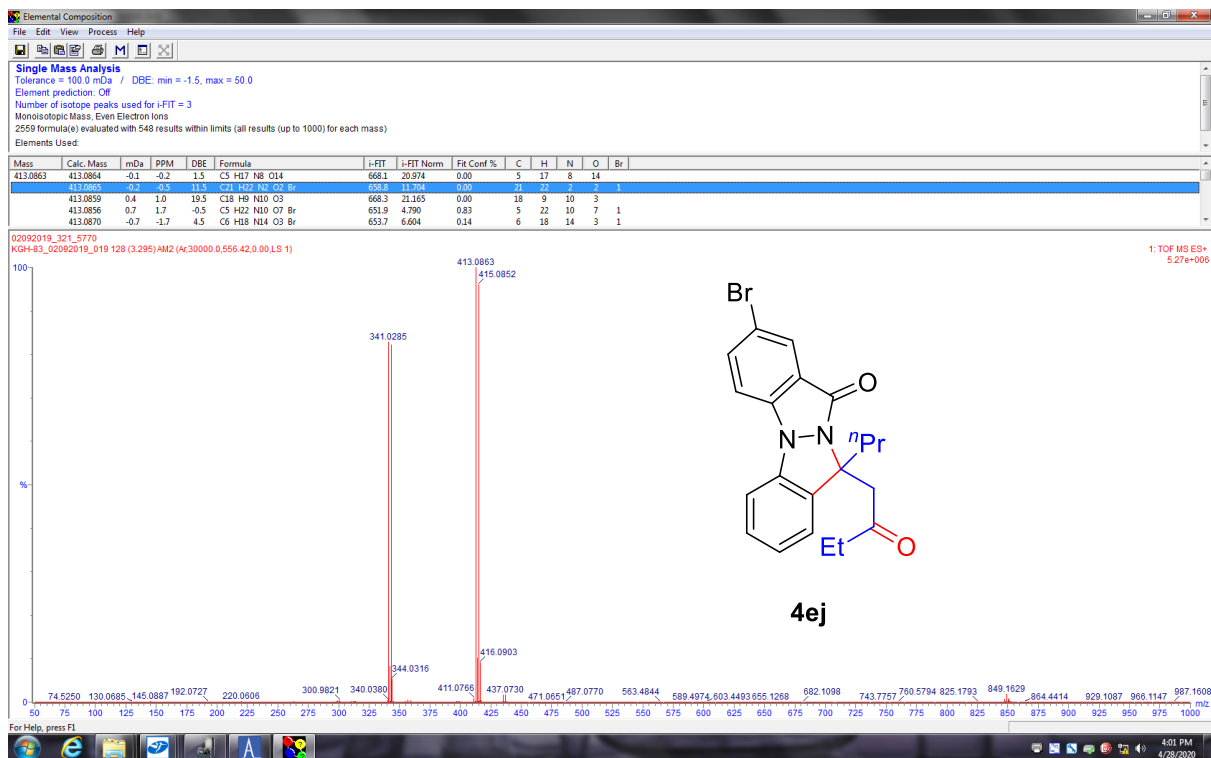 Elemental Composition
File Edit View Process Help
Single Mass Analysis
Tolerance = 100.0 mDa / DBE: min = -1.5, max = 50.0
Element prediction: Off
Number of isotope peaks used for i-FIT = 3
Monoisotopic Mass, Even Electron Ions
2559 formula(e) evaluated with 548 results within limits (all results (up to 1000) for each mass)
Elements Used:
Mass Calc. Mass mDa PPM DBE Formula i-FIT i-FIT Norm Fit Conf % C H N O Br
413.0863 413.0864 -0.1 -0.2 1.5 C5 H17 N8 O14 668.1 20.974 0.00 5 17 8 14
413.0865 -0.2 -0.5 11.5 C21 H22 N2 O2 Br 658.8 11.704 0.00 21 22 2 2 1
413.0859 0.4 1.0 19.5 C18 H9 N10 O3 668.3 21.165 0.00 18 9 10 3
413.0856 0.7 1.7 -0.5 C5 H22 N10 O7 Br 651.9 4.790 0.83 5 22 10 7 1
413.0870 -0.7 -1.7 4.5 C6 H18 N14 O3 Br 653.7 6.604 0.14 6 18 14 3 1
02092019_321_5770
KGH-83_02092019_019 128 (3.295) AM2 (Ar,30000.0,556.42,0.00,LS 1)
1: TOF MS ES+
5.27e+006
100
%
0
413.0863
415.0852
341.0285
416.0903
344.0316
74.5250 130.0685 145.0887 192.0727 220.0606 300.9821 340.0380 411.0766 437.0730 471.0651 487.0770 563.4844 589.4974 603.4493 655.1268 682.1098 743.7757 760.5794 825.1793 849.1629 864.4414 929.1087 966.1147 987.1608
m/z
50 75 100 125 150 175 200 225 250 275 300 325 350 375 400 425 450 475 500 525 550 575 600 625 650 675 700 725 750 775 800 825 850 875 900 925 950 975 1000
Br
O
N N nPr
Et O
4ej
For Help, press F1
4:01 PM
4/28/2020